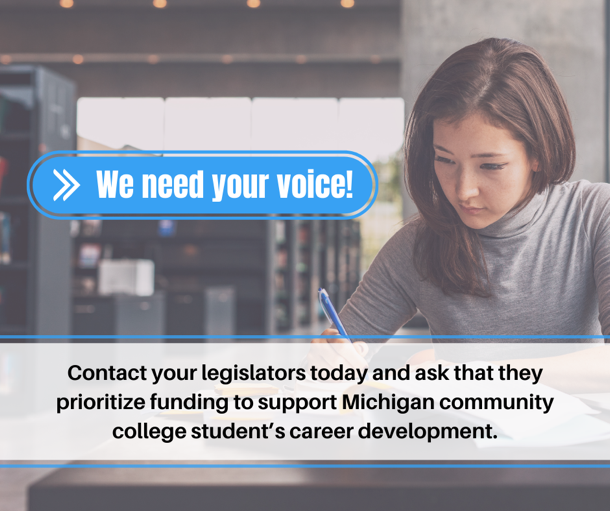 We need your voice!
Contact your legislators today and ask that they
prioritize funding to support Michigan community
college student's career development.